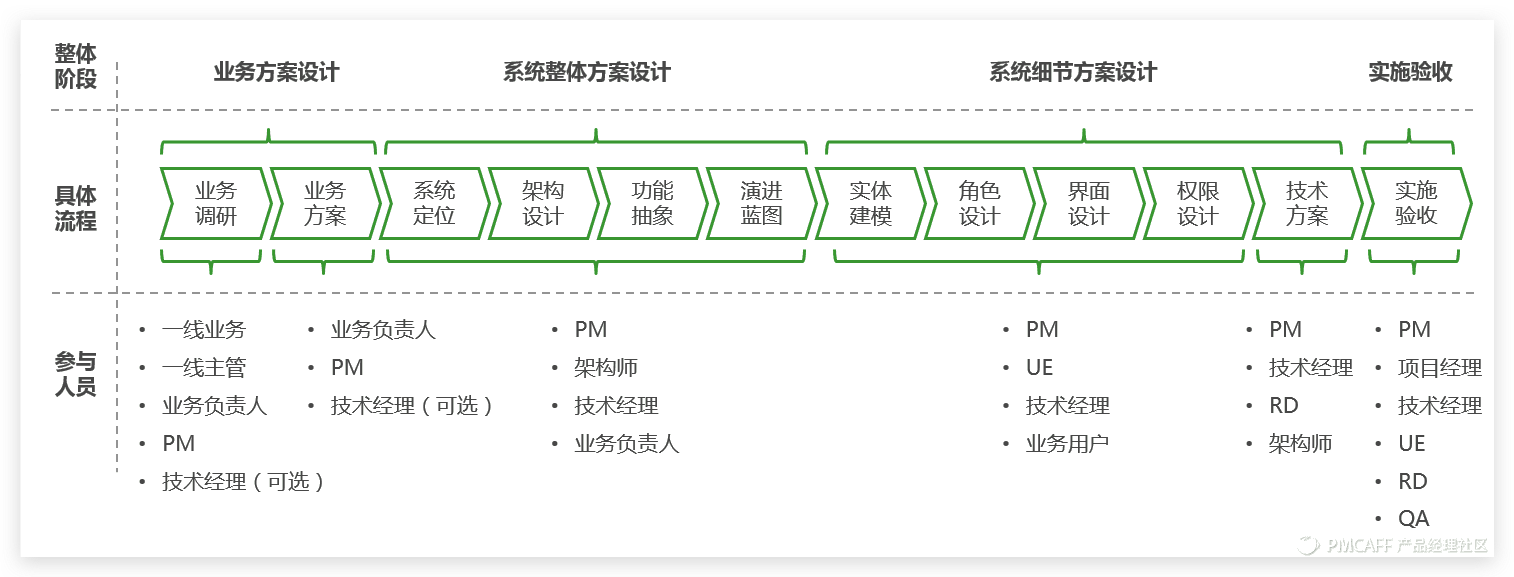 整体
阶段
业务方案设计
系统整体方案设计
系统细节方案设计
实施验收
具体
流程
业务
调研
业务
方案
系统
定位
架构
设计
功能
抽象
演进
蓝图
实体
建模
角色
设计
界面
设计
权限
设计
技术
方案
实施
验收
参与
人员
• 一线业务
• 一线主管
• 业务负责人
• PM
• 技术经理（可选）
• 业务负责人
• PM
• 技术经理（可选）
• PM
• 架构师
• 技术经理
• 业务负责人
• PM
• UE
• 技术经理
• 业务用户
• PM
• 技术经理
• RD
• 架构师
• PM
• 项目经理
• 技术经理
• UE
• RD
• QA
PMCAFF 产品经理社区